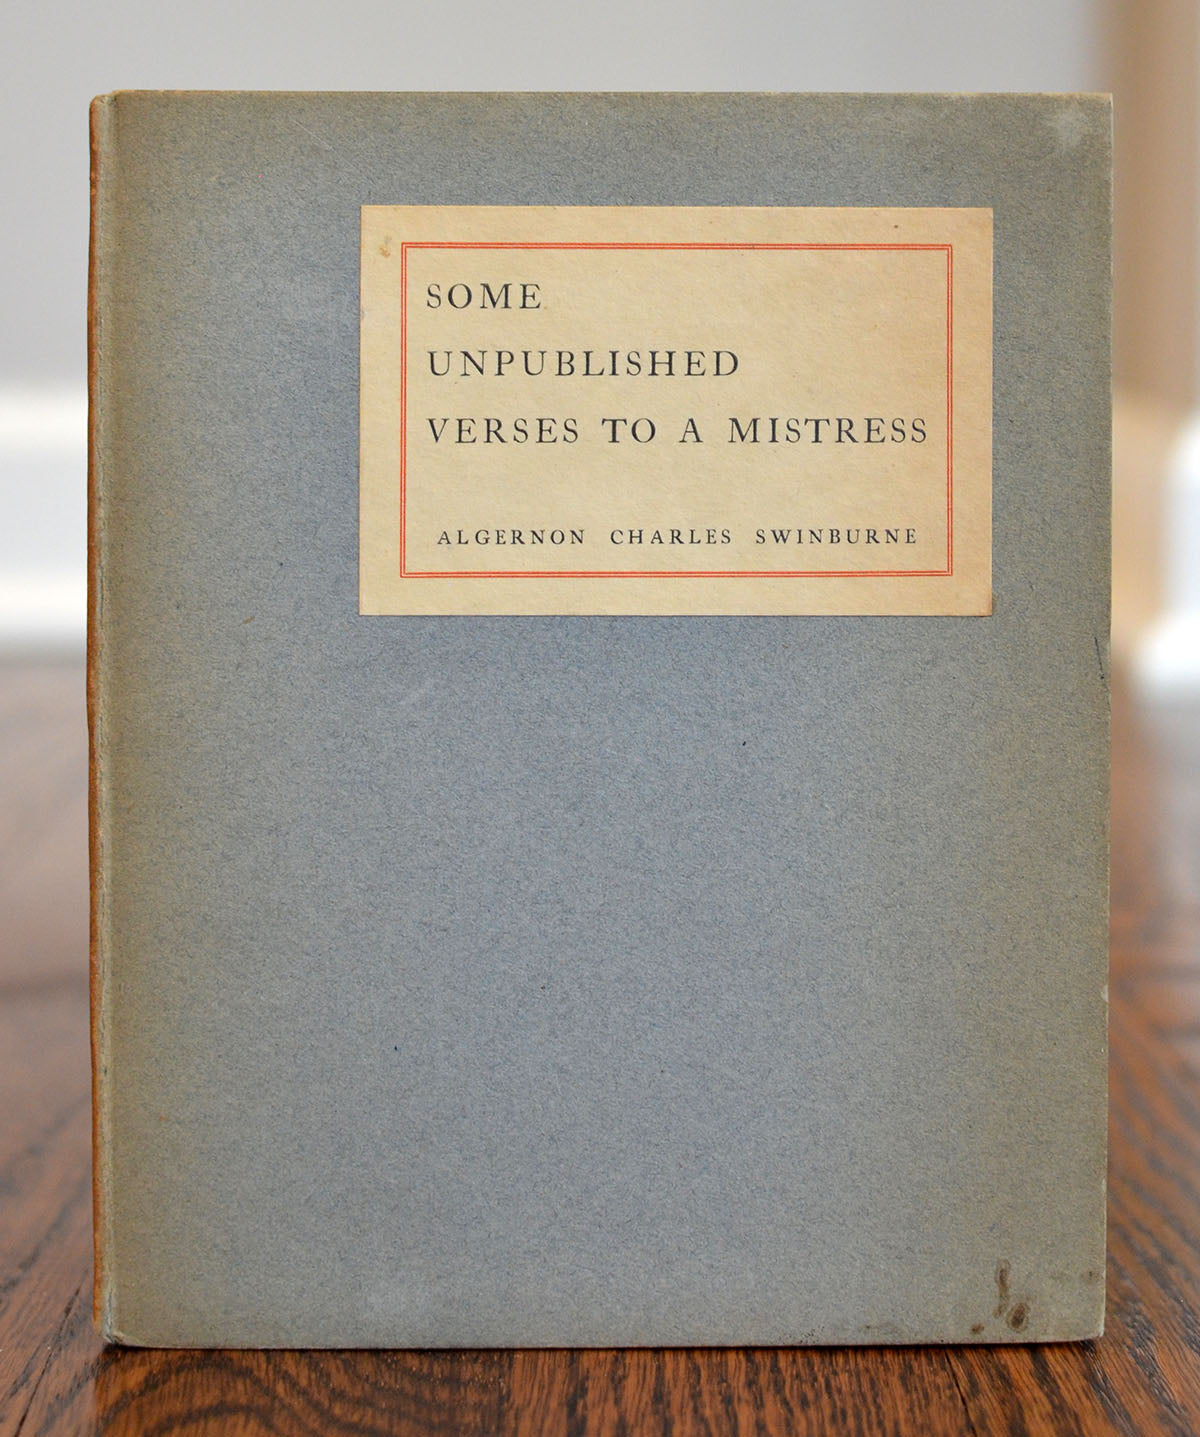 SOME
UNPUBLISHED
VERSES TO A MISTRESS
ALGERNON CHARLES SWINBURNE